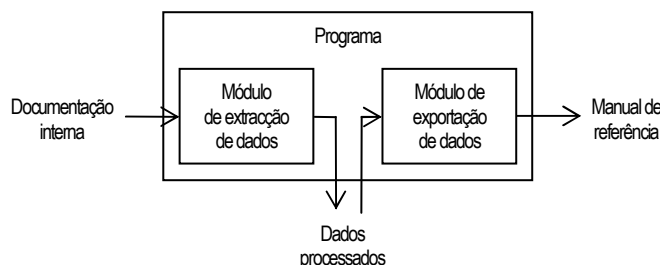 Programa
Documentação
interna
Módulo
de extracção
de dados
Módulo de
exportação
de dados
Manual de
referência
Dados
processados